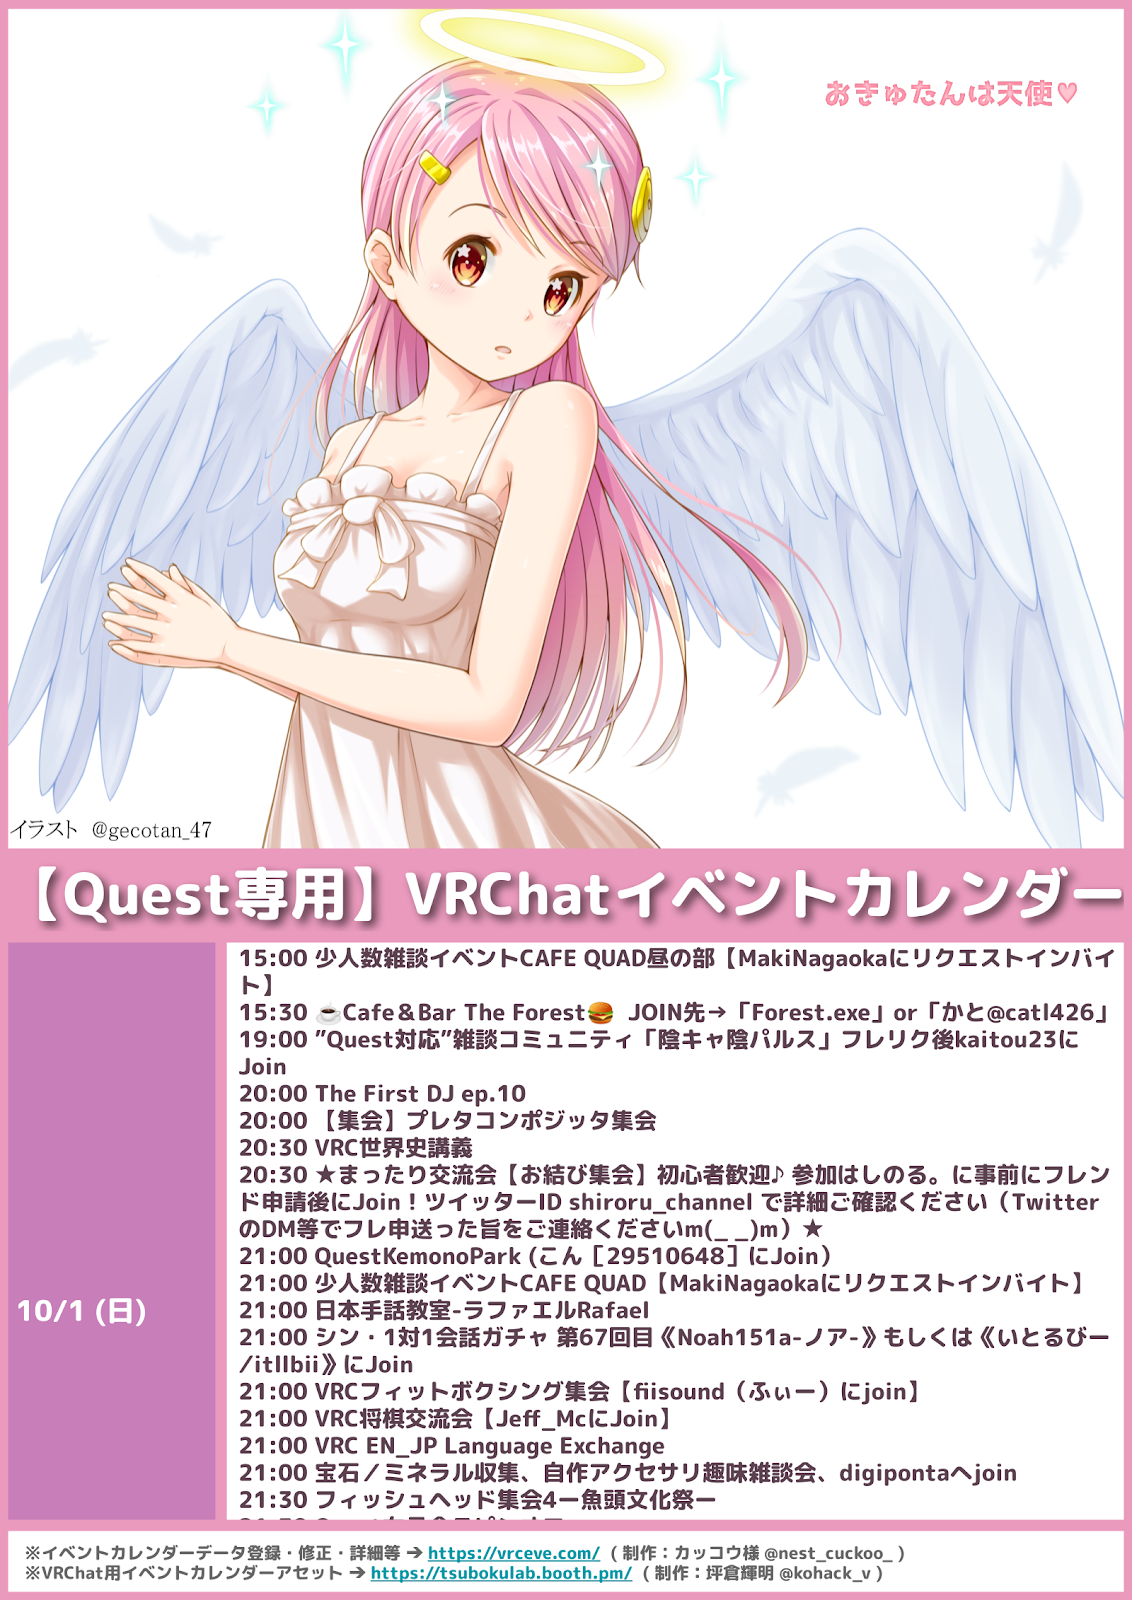 おきゅたんは天使♥
イラスト @gecotan_47
【Quest専用】VRChatイベントカレンダー
10/1 (日)
15:00 少人数雑談イベントCAFE QUAD昼の部【MakiNagaokaにリクエストインバイ
ト】
15:30 ☕Cafe＆Bar The Forest🍔 JOIN先→「Forest.exe」or「かと@catl426」
19:00 ”Quest対応”雑談コミュニティ「陰キャ陰パルス」フレリク後kaitou23に
Join
20:00 The First DJ ep.10
20:00 【集会】プレタコンポジッタ集会
20:30 VRC世界史講義
20:30 ★まったり交流会【お結び集会】初心者歓迎♪ 参加はしのる。に事前にフレン
ド申請後にJoin！ツイッターID shiroru_channel で詳細ご確認ください（Twitter
のDM等でフレ申送った旨をご連絡くださいm(_ _)m）★
21:00 QuestKemonoPark (こん［29510648］にJoin）
21:00 少人数雑談イベントCAFE QUAD【MakiNagaokaにリクエストインバイト】
21:00 日本手話教室-ラファエルRafael
21:00 シン・1対1会話ガチャ 第67回目《Noah151a-ノア-》もしくは《いとるびー
/itllbii》にJoin
21:00 VRCフィットボクシング集会【fiisound（ふぃー）にjoin】
21:00 VRC将棋交流会【Jeff_McにJoin】
21:00 VRC EN_JP Language Exchange
21:00 宝石／ミネラル収集、自作アクセサリ趣味雑談会、digipontaへjoin
21:30 フィッシュヘッド集会4ー魚頭文化祭ー
※イベントカレンダーデータ登録・修正・詳細等 → https://vrceve.com/ ( 制作：カッコウ様 @nest_cuckoo_ )
※VRChat用イベントカレンダーアセット → https://tsubokulab.booth.pm/ ( 制作：坪倉輝明 @kohack_v )